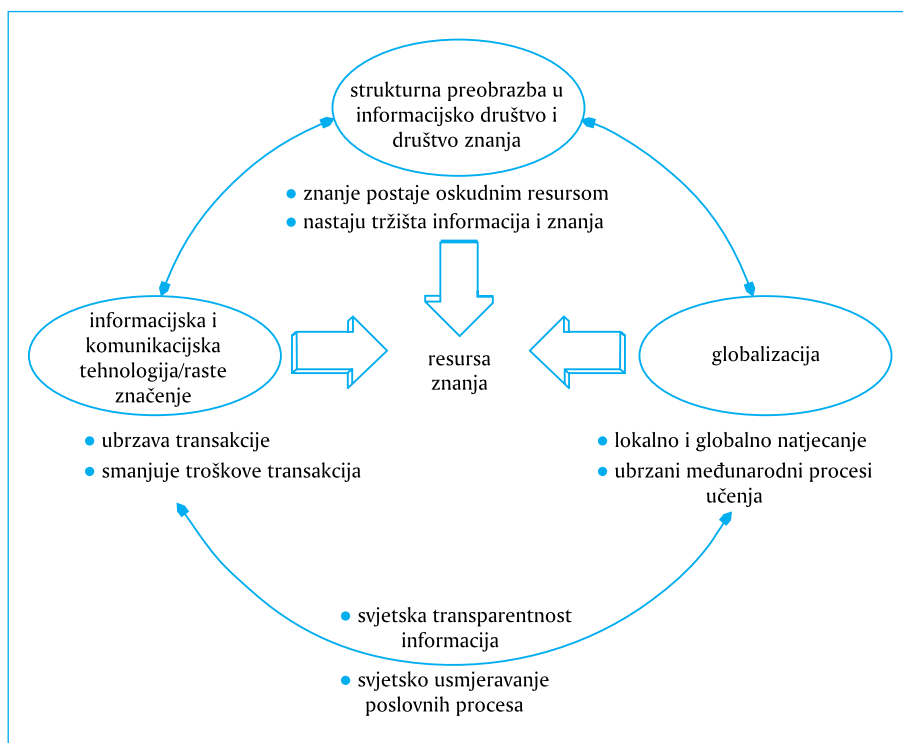 strukturna preobrazba u
informacijsko društvo i
društvo znanja
• znanje postaje oskudnim resursom
• nastaju tržišta informacija i znanja
informacijska i
komunikacijska
tehnologija/raste
značenje
resursa
znanja
globalizacija
• ubrzava transakcije
• smanjuje troškove transakcija
• lokalno i globalno natjecanje
• ubrzani međunarodni procesi
učenja
• svjetska transparentnost
informacija
• svjetsko usmjeravanje
poslovnih procesa